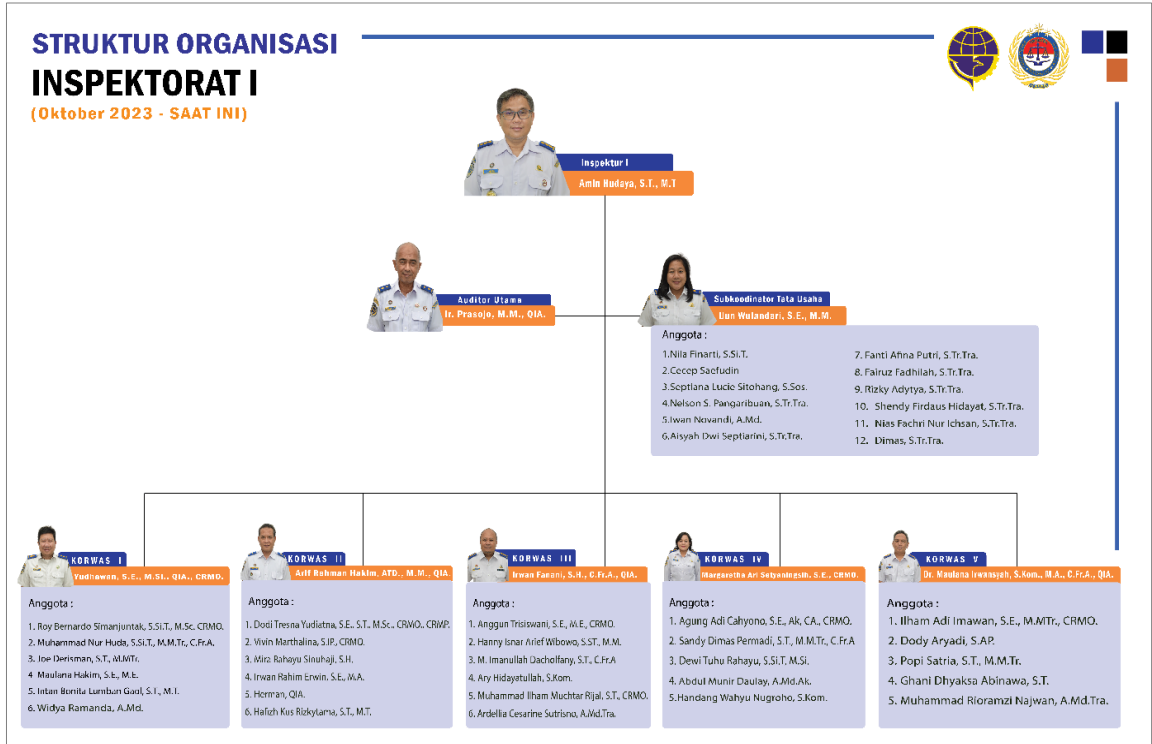 STRUKTUR ORGANISASI
INSPEKTORAT I
(Oktober 2023 - SAAT INI)
Inspektur I
Amin Hudaya, S.T., M.T
Auditor Utama
Ir. Prasojo, M.M., QIA.
Subkoodinator Tata Usaha
Uun Wulandari, S.E., M.M.
Anggota :
1.Nila Finarti, S.Si.T.
2.Cecep Saefudin
3.Septiana Lucie Sitohang, S.Sos.
4.Nelson S. Pangaribuan, S.Tr.Tra.
5.Iwan Novandi, A.Md.
6.Aisyah Dwi Septiarini, S.Tr.Tra.
7. Fanti Afina Putri, S.Tr.Tra.
8. Fairuz Fadhilah, S.Tr.Tra.
9. Rizky Adytya, S.Tr.Tra.
10. Shendy Firdaus Hidayat, S.Tr.Tra.
11. Nias Fachri Nur Ichsan, S.Tr.Tra.
12. Dimas, S.Tr.Tra.
KORWAS I
Yudhawan, S.E., M.Si., QIA., CRMO.
Anggota :
1. Roy Bernardo Simanjuntak, S.Si.T., M.Sc, CRMO.
2. Muhammad Nur Huda, S.Si.T., M.M.Tr., C.Fr.A.
3. Joe Derisman, S.T., M.MTr.
4 Maulana Hakim, S.E., M.E.
5. Intan Bonita Lumban Gaol, S.T., M.T.
6. Widya Ramanda, A.Md.
KORWAS II
Arif Rahman Hakim, ATD., M.M., QIA.
Anggota :
1. Dodi Tresna Yudiatna, S.E., S.T., M.Sc., CRMO., CRMP.
2. Vivin Marthalina, S.IP., CRMO.
3. Mira Rahayu Sinuhaji, S.H.
4. Irwan Rahim Erwin, S.E., M.A.
5. Herman, QIA.
6. Hafizh Kus Rizkytama, S.T., M.T.
KORWAS III
Irwan Fanani, S.H., C.Fr.A., QIA.
Anggota :
1. Anggun Trisiswani, S.E., M.E., CRMO.
2. Hanny Isnar Arief Wibowo, S.ST., M.M.
3. M. Imanullah Dacholfany, S.T., C.Fr.A
4. Ary Hidayatullah, S.Kom.
5. Muhammad Ilham Muchtar Rijal, S.T., CRMO.
6. Ardellia Cesarine Sutrisno, A.Md.Tra.
KORWAS IV
Margaretha Ari Setyaningsih, S.E., CRMO.
Anggota :
1. Agung Adi Cahyono, S.E., Ak, CA., CRMO.
2. Sandy Dimas Permadi, S.T., M.M.Tr., C.Fr.A
3. Dewi Tuhu Rahayu, S.Si.T, M.Si.
4. Abdul Munir Daulay, A.Md.Ak.
5. Handang Wahyu Nugroho, S.Kom.
KORWAS V
Dr. Maulana Irwansyah, S.Kom., M.A., C.Fr.A., QIA.
Anggota :
1. Ilham Adi Imawan, S.E., M.MTr., CRMO.
2. Dody Aryadi, S.AP.
3. Popi Satria, S.T., M.M.Tr.
4. Ghani Dhyaksa Abinawa, S.T.
5. Muhammad Rioramzi Najwan, A.Md.Tra.